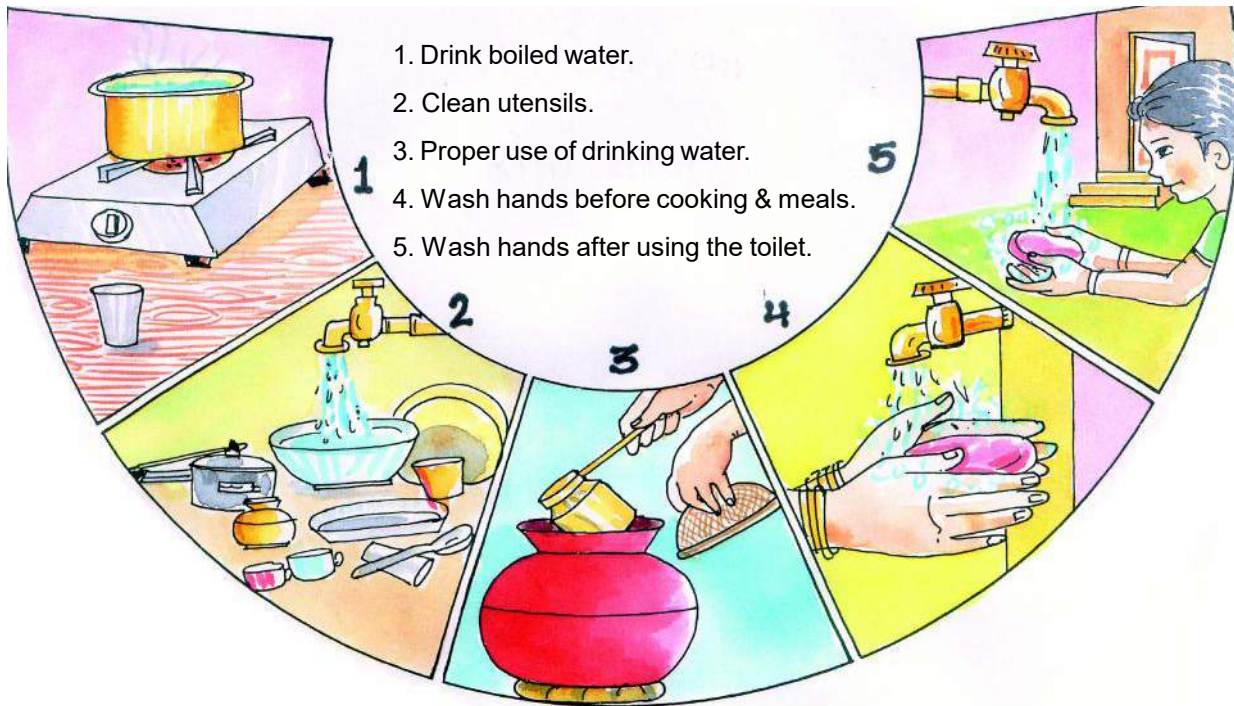 1. Drink boiled water.
2. Clean utensils.
3. Proper use of drinking water.
4. Wash hands before cooking & meals.
5. Wash hands after using the toilet.
1
2
3
4
5